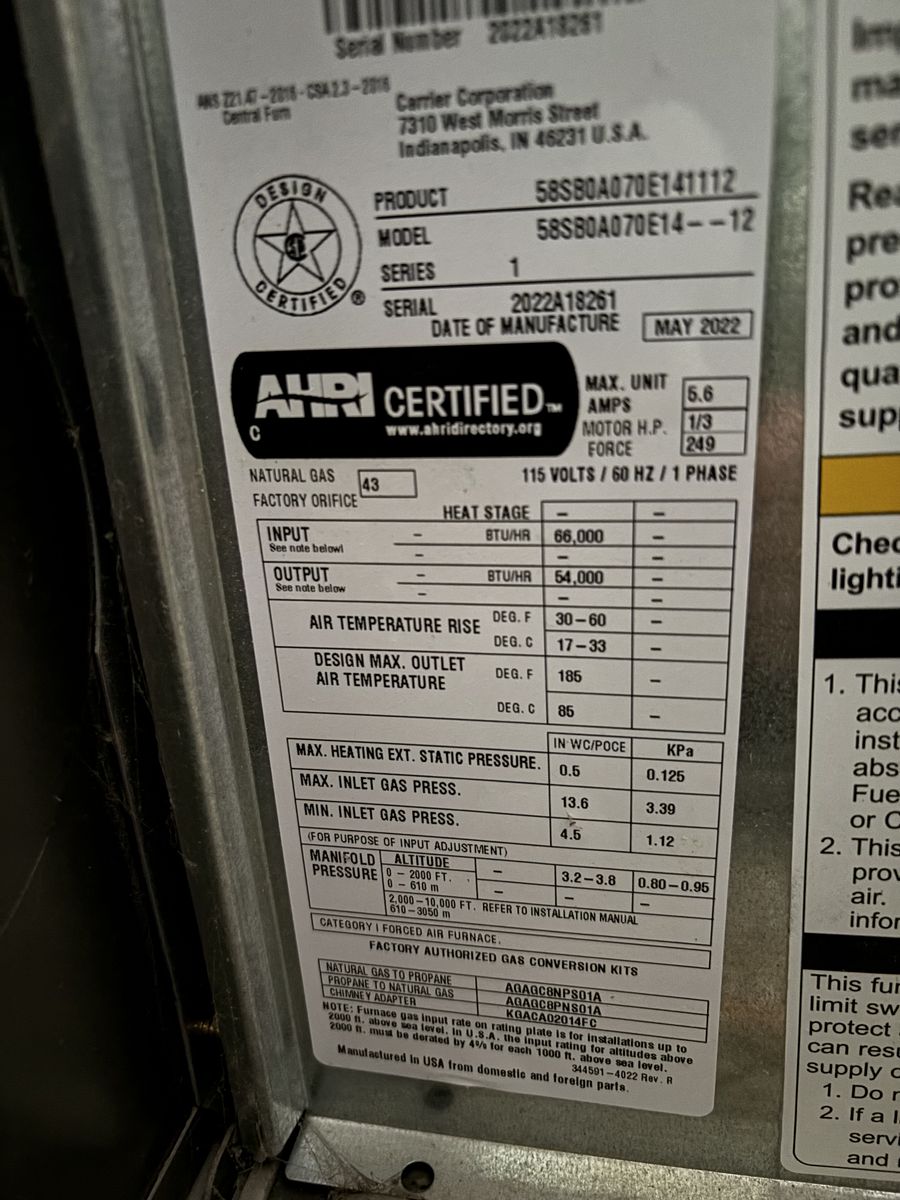 Serial Number 2022A18261
ANS Z21.47-2016 - CSA 2.3-2016
Central Furn
Carrier Corporation
7310 West Morris Street
Indianapolis, IN 46231 U.S.A.
DESIGN
CERTIFIED ®
PRODUCT 58SB0A070E141112
MODEL 58SB0A070E14--12
SERIES 1
SERIAL 2022A18261
DATE OF MANUFACTURE MAY 2022
AHRI CERTIFIED™
C
www.ahridirectory.org
MAX. UNIT AMPS 5.6
MOTOR H.P. 1/3
FORCE 249
NATURAL GAS
FACTORY ORIFICE 43
115 VOLTS / 60 HZ / 1 PHASE
HEAT STAGE - -
INPUT - BTU/HR 66,000 -
See note below) - - -
OUTPUT - BTU/HR 54,000 -
See note below - - -
AIR TEMPERATURE RISE DEG. F 30-60 -
DEG. C 17-33 -
DESIGN MAX. OUTLET
AIR TEMPERATURE DEG. F 185 -
DEG. C 85 -
IN WC/POCE KPa
MAX. HEATING EXT. STATIC PRESSURE. 0.5 0.125
MAX. INLET GAS PRESS. 13.6 3.39
MIN. INLET GAS PRESS. 4.5 1.12
(FOR PURPOSE OF INPUT ADJUSTMENT)
MANIFOLD PRESSURE ALTITUDE
0 - 2000 FT. - 3.2-3.8 0.80-0.95
0 - 610 m - - -
2,000-10,000 FT. REFER TO INSTALLATION MANUAL
610-3050 m
CATEGORY I FORCED AIR FURNACE.
FACTORY AUTHORIZED GAS CONVERSION KITS
NATURAL GAS TO PROPANE AGAGC8NPS01A
PROPANE TO NATURAL GAS AGAGC8PNS01A
CHIMNEY ADAPTER KGACA02014FC
NOTE: Furnace gas input rate on rating plate is for installations up to
2000 ft. above sea level. In U.S.A. the input rating for altitudes above
2000 ft. must be derated by 4% for each 1000 ft. above sea level.
344591-4022 Rev. R
Manufactured in USA from domestic and foreign parts.
and
Chec
lighti
1. This
acc
inst
abs
Fue
or C
2. This
prov
air.
infor
This fur
limit sw
protect
can resu
supply o
1. Do
2. If a
servi
and